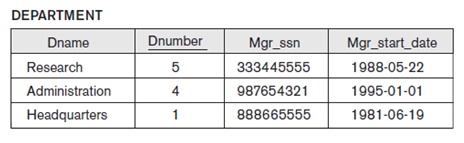 DEPARTMENT
Dname Dnumber Mgr_ssn Mgr_start_date
Research 5 333445555 1988-05-22
Administration 4 987654321 1995-01-01
Headquarters 1 888665555 1981-06-19